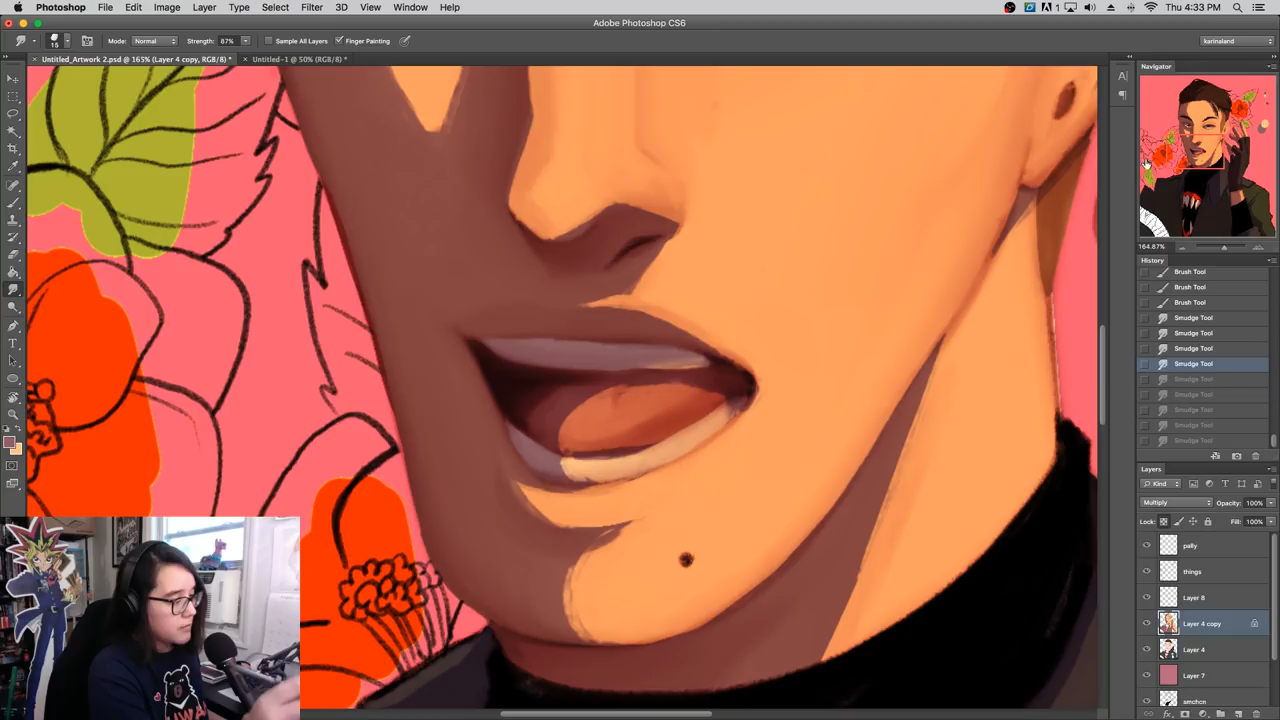 Photoshop File Edit Image Layer Type Select Filter 3D View Window Help
1 Thu 4:33 PM
Adobe Photoshop CS6
15 Mode: Normal Strength: 87% Sample All Layers Finger Painting karinaland
× Untitled_Artwork 2.psd @ 165% (Layer 4 copy, RGB/8) * × Untitled-1 @ 50% (RGB/8) *
Navigator
164.87%
History
Brush Tool
Brush Tool
Brush Tool
Smudge Tool
Smudge Tool
Smudge Tool
Smudge Tool
Smudge Tool
Smudge Tool
Smudge Tool
Smudge Tool
Smudge Tool
Layers
Kind
Multiply Opacity: 100%
Lock: Fill: 100%
pally
things
Layer 8
Layer 4 copy
Layer 4
Layer 7
smchcn
fx